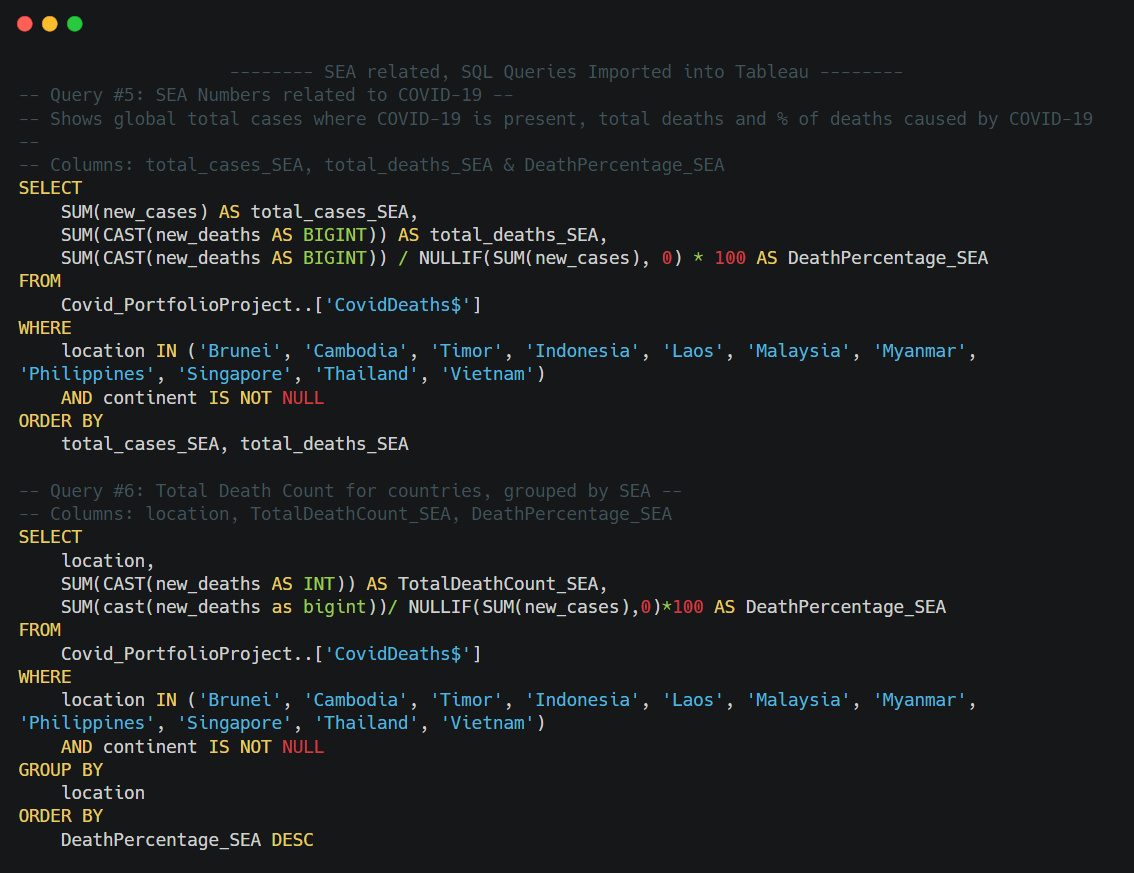 -------- SEA related, SQL Queries Imported into Tableau --------
-- Query #5: SEA Numbers related to COVID-19 --
-- Shows global total cases where COVID-19 is present, total deaths and % of deaths caused by COVID-19
--
-- Columns: total_cases_SEA, total_deaths_SEA & DeathPercentage_SEA
SELECT
    SUM(new_cases) AS total_cases_SEA,
    SUM(CAST(new_deaths AS BIGINT)) AS total_deaths_SEA,
    SUM(CAST(new_deaths AS BIGINT)) / NULLIF(SUM(new_cases), 0) * 100 AS DeathPercentage_SEA
FROM
    Covid_PortfolioProject..['CovidDeaths$']
WHERE
    location IN ('Brunei', 'Cambodia', 'Timor', 'Indonesia', 'Laos', 'Malaysia', 'Myanmar',
'Philippines', 'Singapore', 'Thailand', 'Vietnam')
    AND continent IS NOT NULL
ORDER BY
    total_cases_SEA, total_deaths_SEA
-- Query #6: Total Death Count for countries, grouped by SEA --
-- Columns: location, TotalDeathCount_SEA, DeathPercentage_SEA
SELECT
    location,
    SUM(CAST(new_deaths AS INT)) AS TotalDeathCount_SEA,
    SUM(cast(new_deaths as bigint))/ NULLIF(SUM(new_cases),0)*100 AS DeathPercentage_SEA
FROM
    Covid_PortfolioProject..['CovidDeaths$']
WHERE
    location IN ('Brunei', 'Cambodia', 'Timor', 'Indonesia', 'Laos', 'Malaysia', 'Myanmar',
'Philippines', 'Singapore', 'Thailand', 'Vietnam')
    AND continent IS NOT NULL
GROUP BY
    location
ORDER BY
    DeathPercentage_SEA DESC